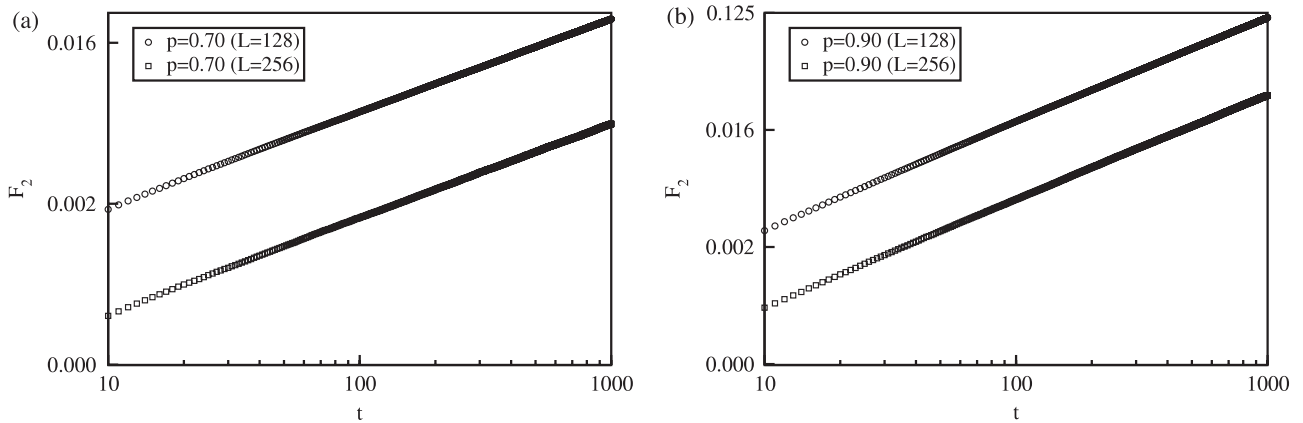 (a)
p=0.70 (L=128)
p=0.70 (L=256)
0.016
0.002
0.000
F2
10 100 1000
t
(b)
p=0.90 (L=128)
p=0.90 (L=256)
0.125
0.016
0.002
0.000
F2
10 100 1000
t